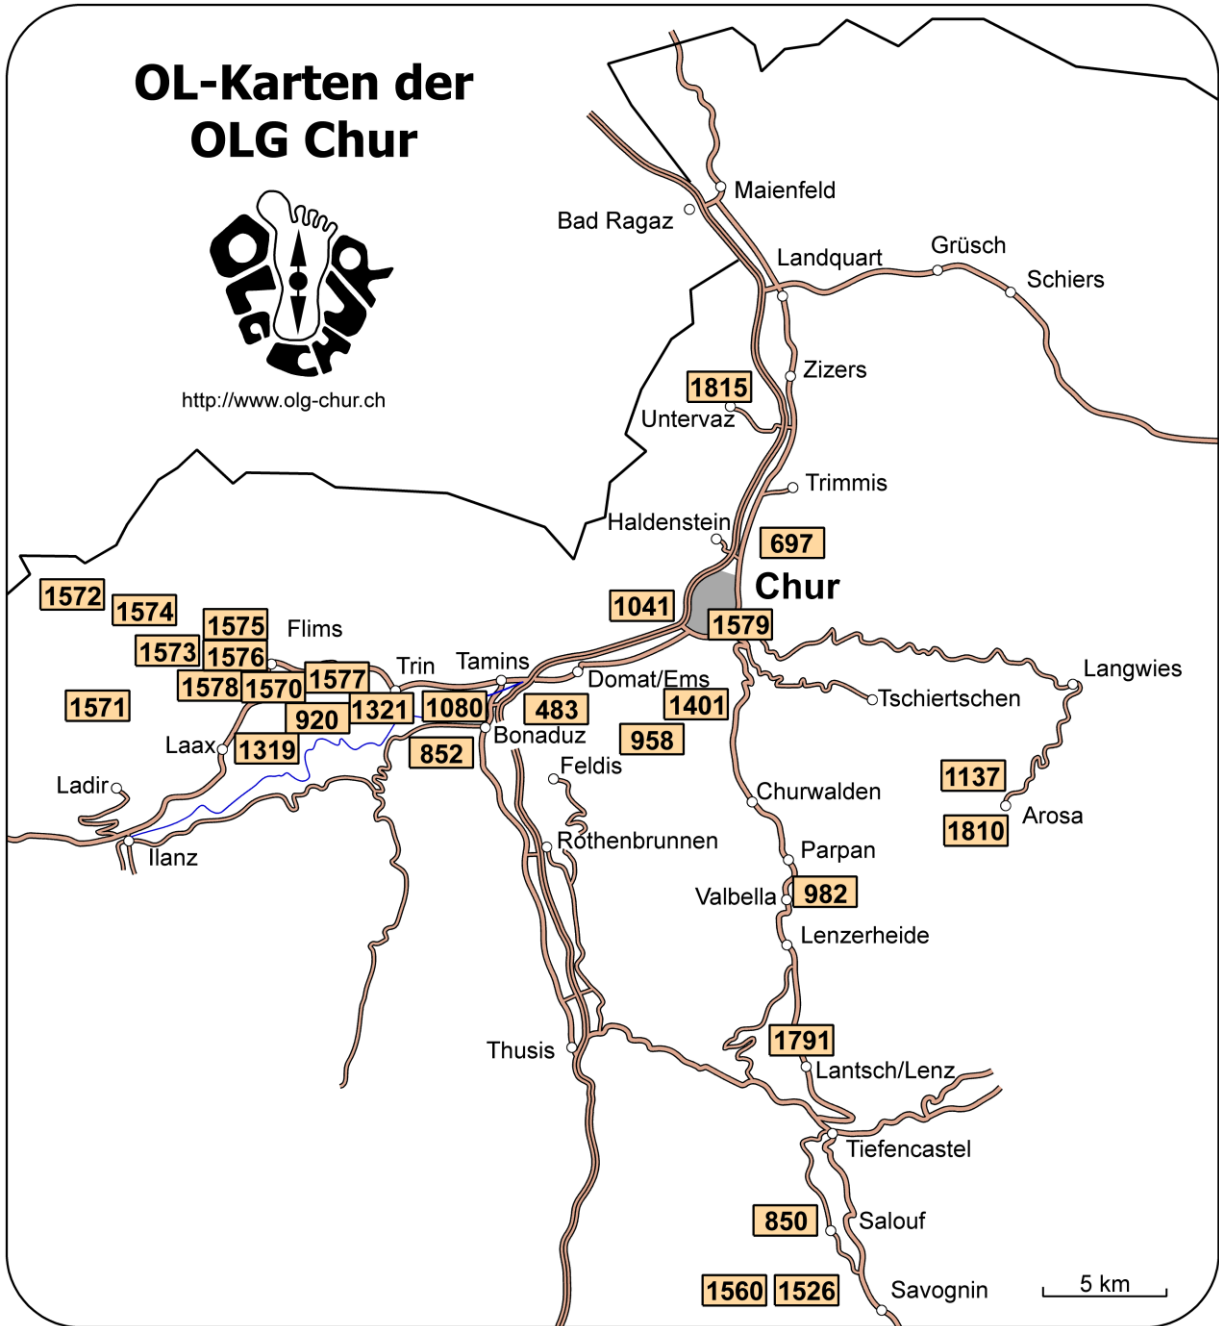 OL-Karten der
OLG Chur
OLG CHUR
http://www.olg-chur.ch
Maienfeld
Bad Ragaz
Landquart
Grüsch
Schiers
Zizers
1815
Untervaz
Trimmis
Haldenstein
697
Chur
1041
1579
1572
1574
1575
Flims
1573
1576
1578
1570
1577
Trin
Tamins
Domat/Ems
1571
920
1321
1080
483
1401
Tschiertschen
Langwies
Laax
1319
852
Bonaduz
958
Feldis
Ladir
1137
Churwalden
Arosa
1810
Ilanz
Rothenbrunnen
Parpan
Valbella
982
Lenzerheide
Thusis
1791
Lantsch/Lenz
Tiefencastel
850
Salouf
1560
1526
Savognin
5 km